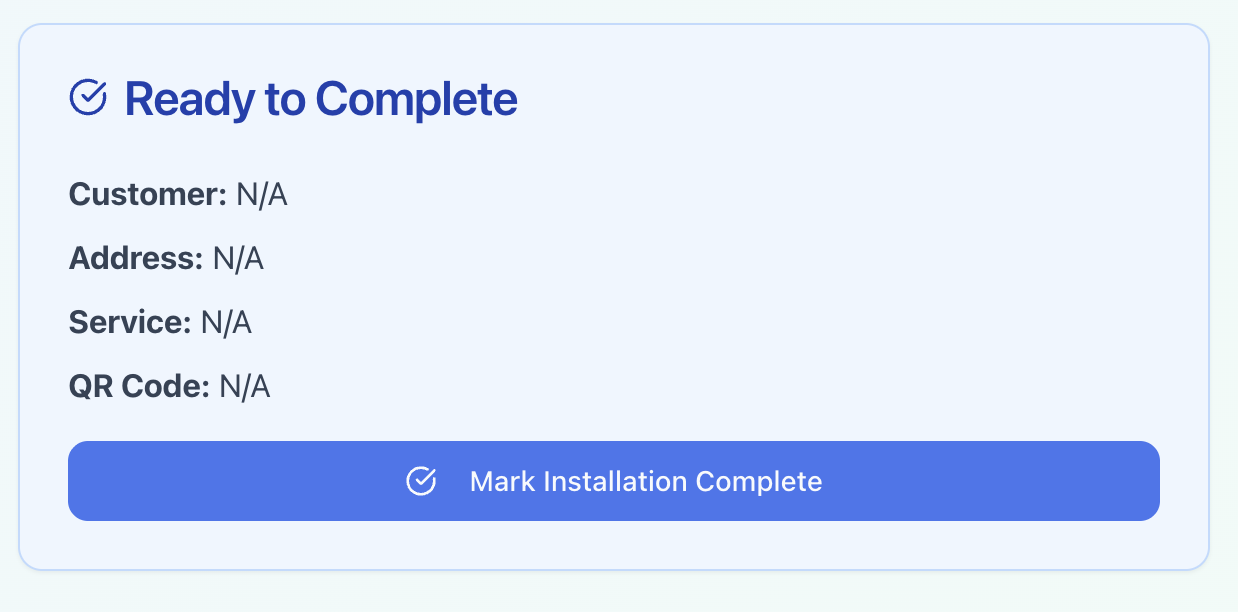 Ready to Complete
Customer: N/A
Address: N/A
Service: N/A
QR Code: N/A
Mark Installation Complete